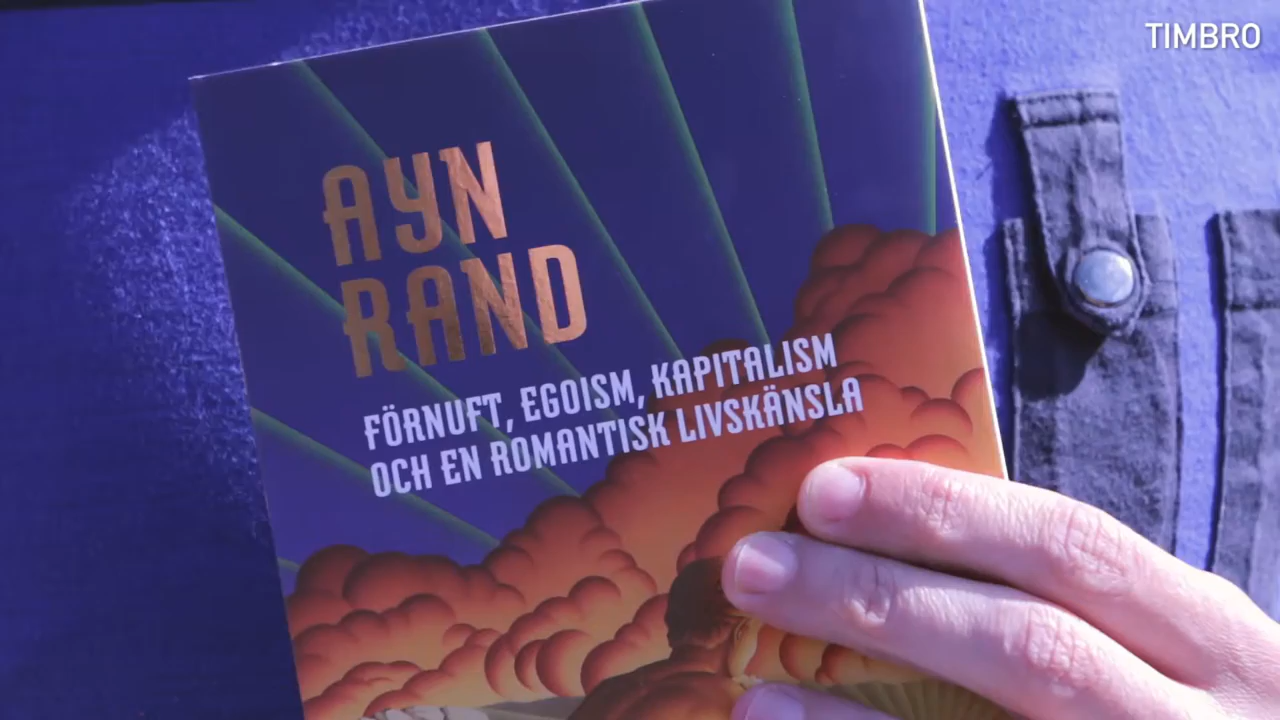 TIMBRO
AYN
RAND
FÖRNUFT, EGOISM, KAPITALISM
OCH EN ROMANTISK LIVSKÄNSLA